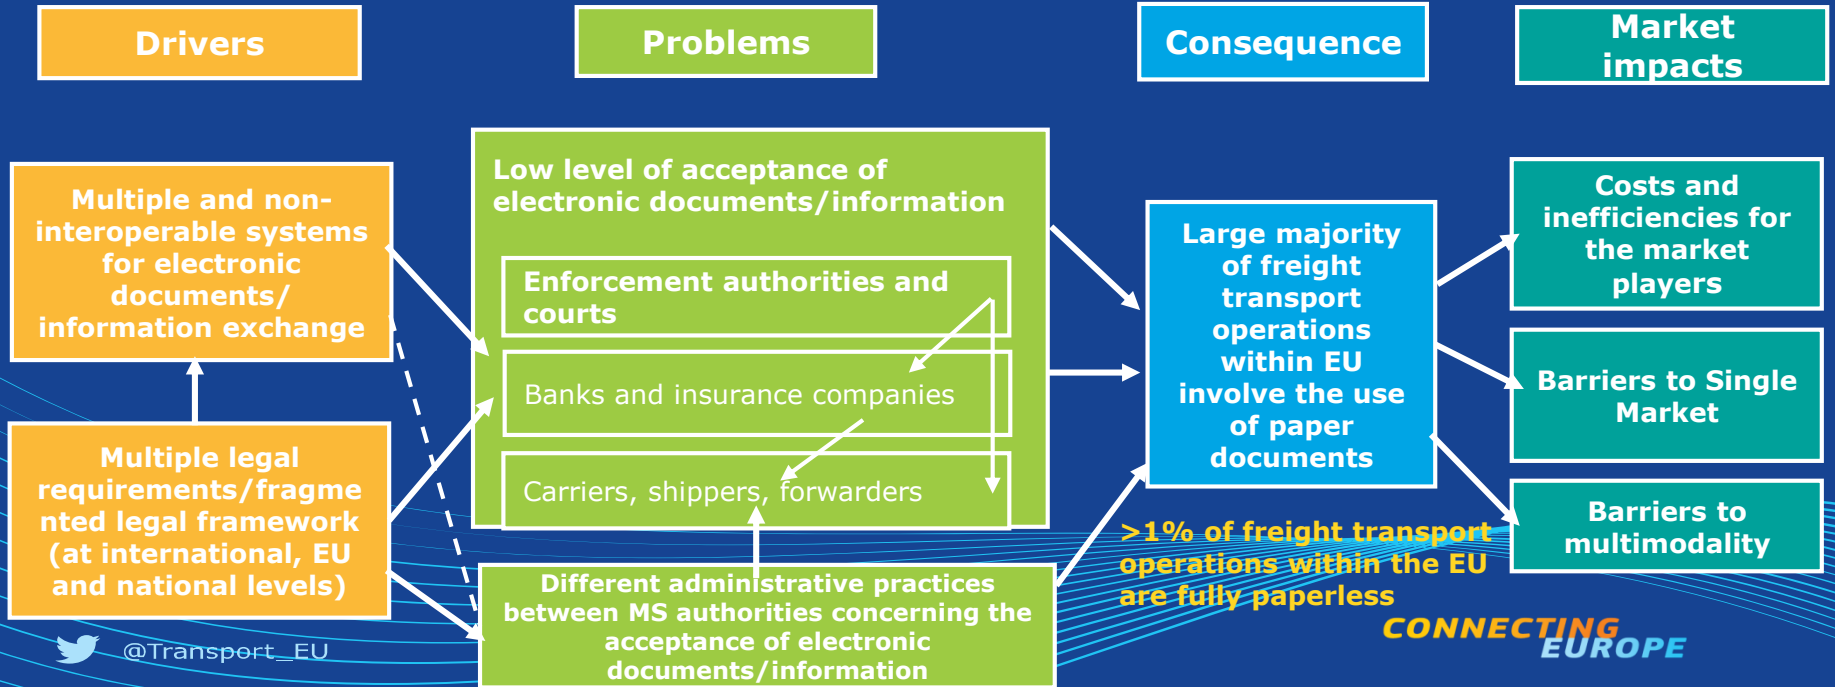 Drivers
Problems
Consequence
Market
impacts
Multiple and non-
interoperable systems
for electronic
documents/
information exchange
Multiple legal
requirements/fragme
nted legal framework
(at international, EU
and national levels)
Low level of acceptance of
electronic documents/information
Enforcement authorities and
courts
Banks and insurance companies
Carriers, shippers, forwarders
Different administrative practices
between MS authorities concerning the
acceptance of electronic
documents/information
Large majority
of freight
transport
operations
within EU
involve the use
of paper
documents
>1% of freight transport
operations within the EU
are fully paperless
Costs and
inefficiencies for
the market
players
Barriers to Single
Market
Barriers to
multimodality
@Transport_EU
CONNECTING
EUROPE